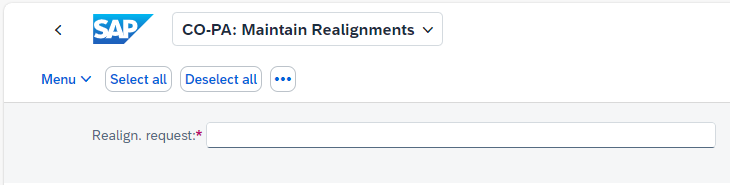 SAP
CO-PA: Maintain Realignments
Menu Select all Deselect all •••
Realign. request:*